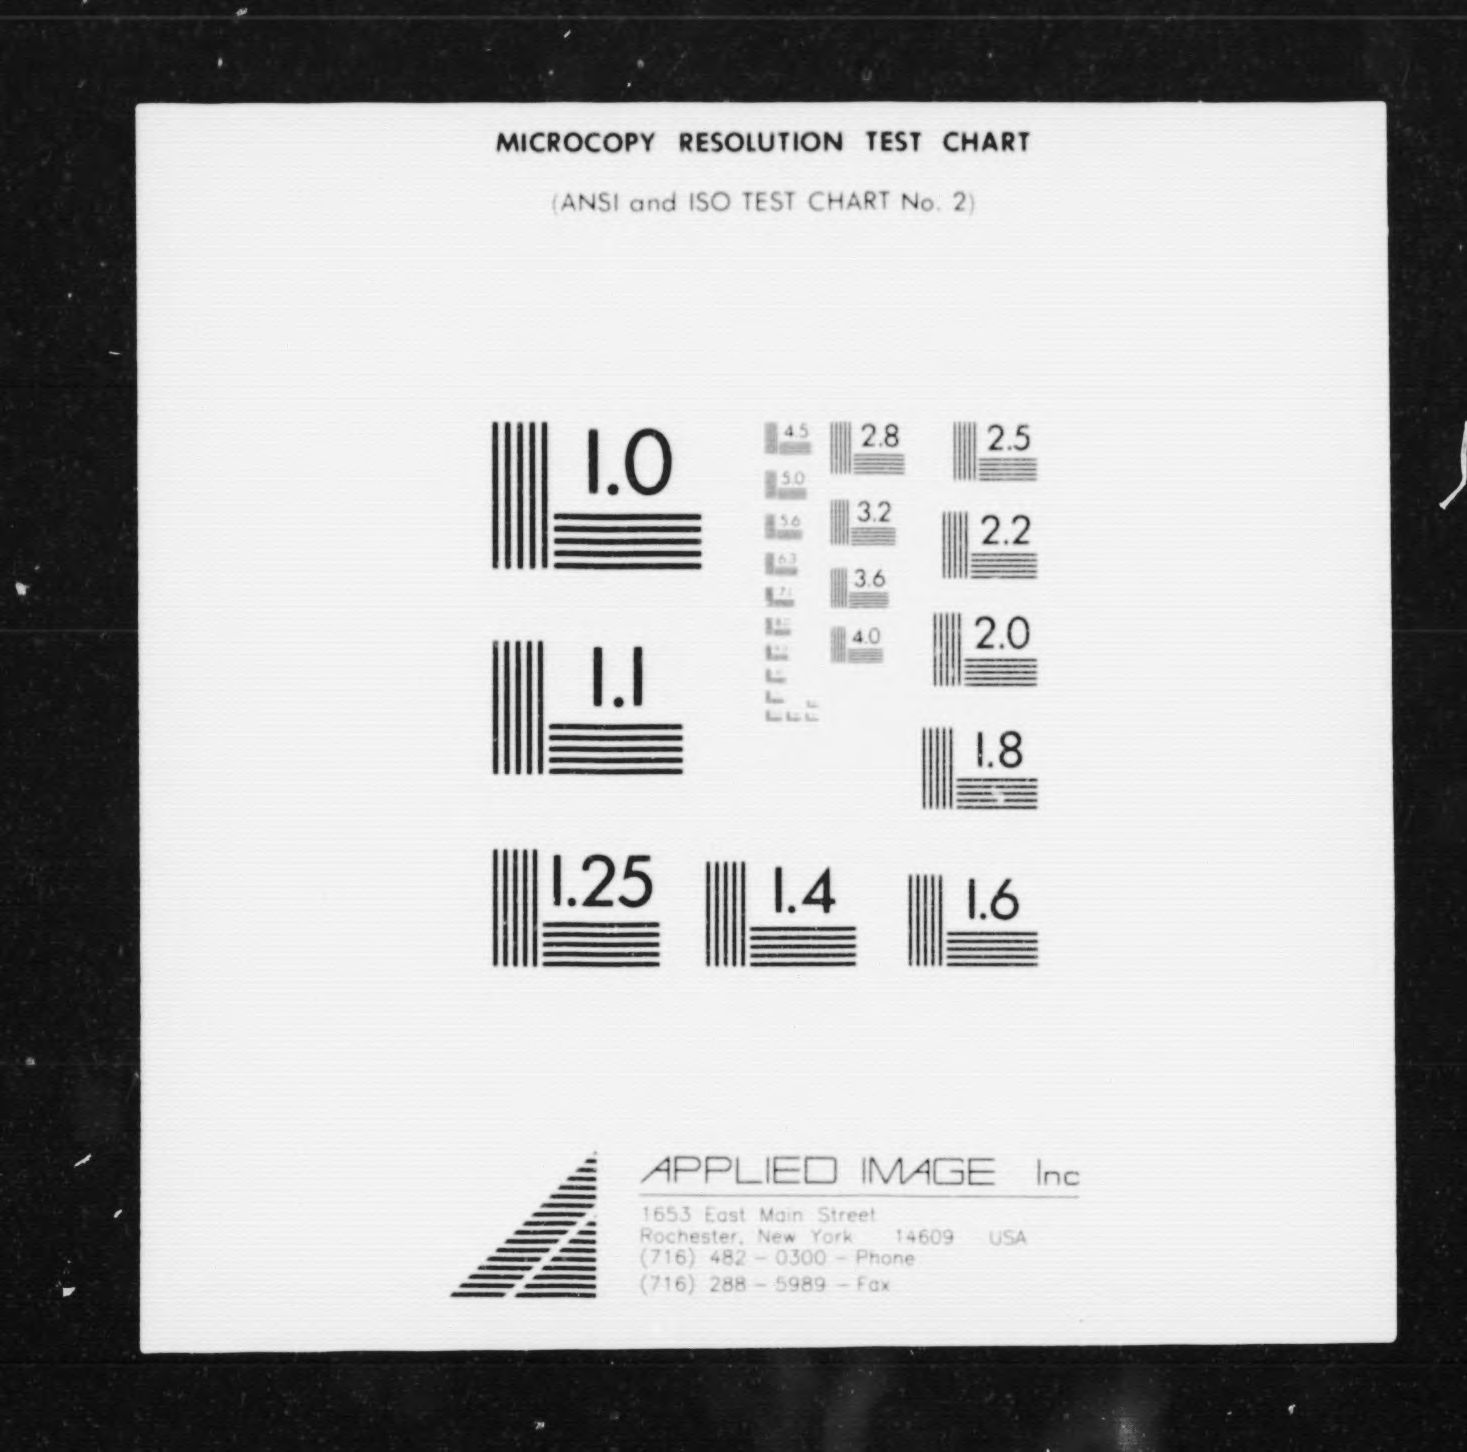 MICROCOPY RESOLUTION TEST CHART
(ANSI and ISO TEST CHART No. 2)
1.0
1.1
1.25
1.4
1.6
1.8
2.0
2.2
2.5
2.8
3.2
3.6
4.0
4.5
5.0
5.6
6.3
7.1
APPLIED IMAGE Inc
1653 East Main Street
Rochester, New York 14609 USA
(716) 482 - 0300 - Phone
(716) 288 - 5989 - Fax